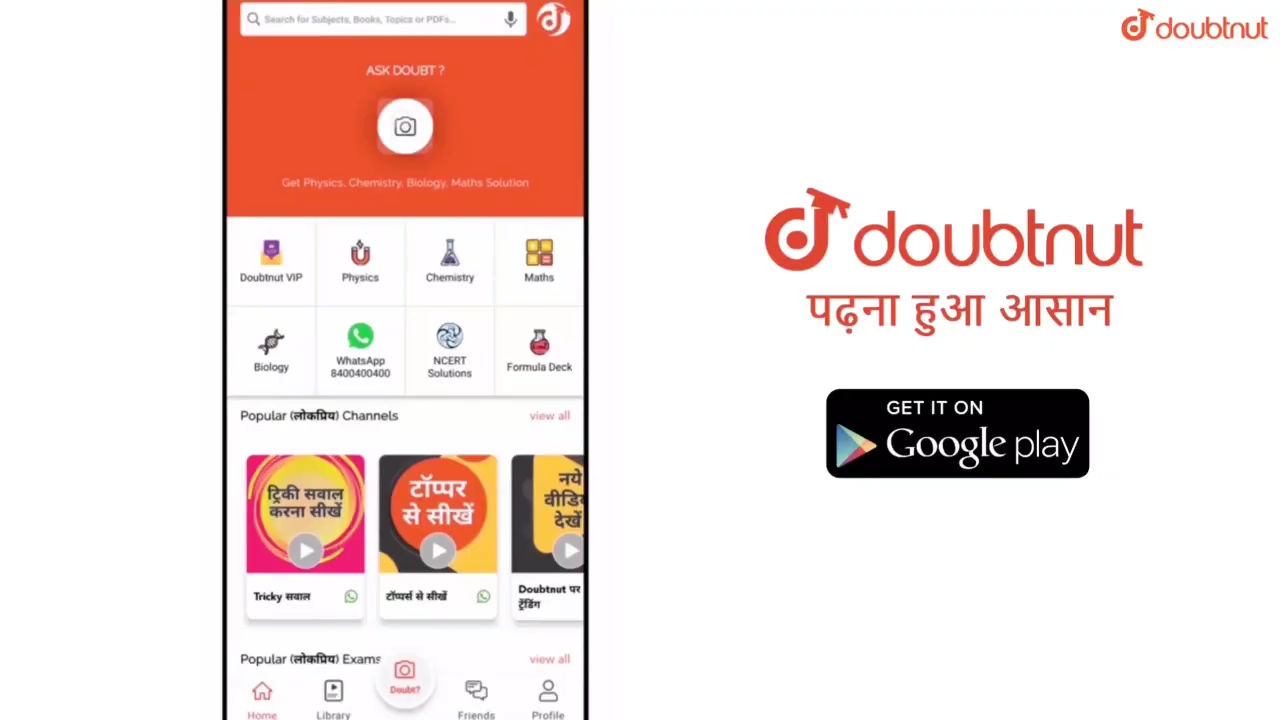 Search for Subjects, Books, Topics or PDFs...
doubtnut
ASK DOUBT ?
Get Physics, Chemistry, Biology, Maths Solution
Doubtnut VIP
Physics
Chemistry
Maths
Biology
WhatsApp
8400400400
NCERT
Solutions
Formula Deck
Popular (लोकप्रिय) Channels
view all
ट्रिकी सवाल
करना सीखें
टॉप्पर
से सीखें
नये
वीडि
देखें
Tricky सवाल
टॉप्पर्स से सीखें
Doubtnut पर
ट्रेंडिंग
Popular (लोकप्रिय) Exams
view all
Doubt?
Home
Library
Friends
Profile
doubtnut
पढ़ना हुआ आसान
GET IT ON
Google play